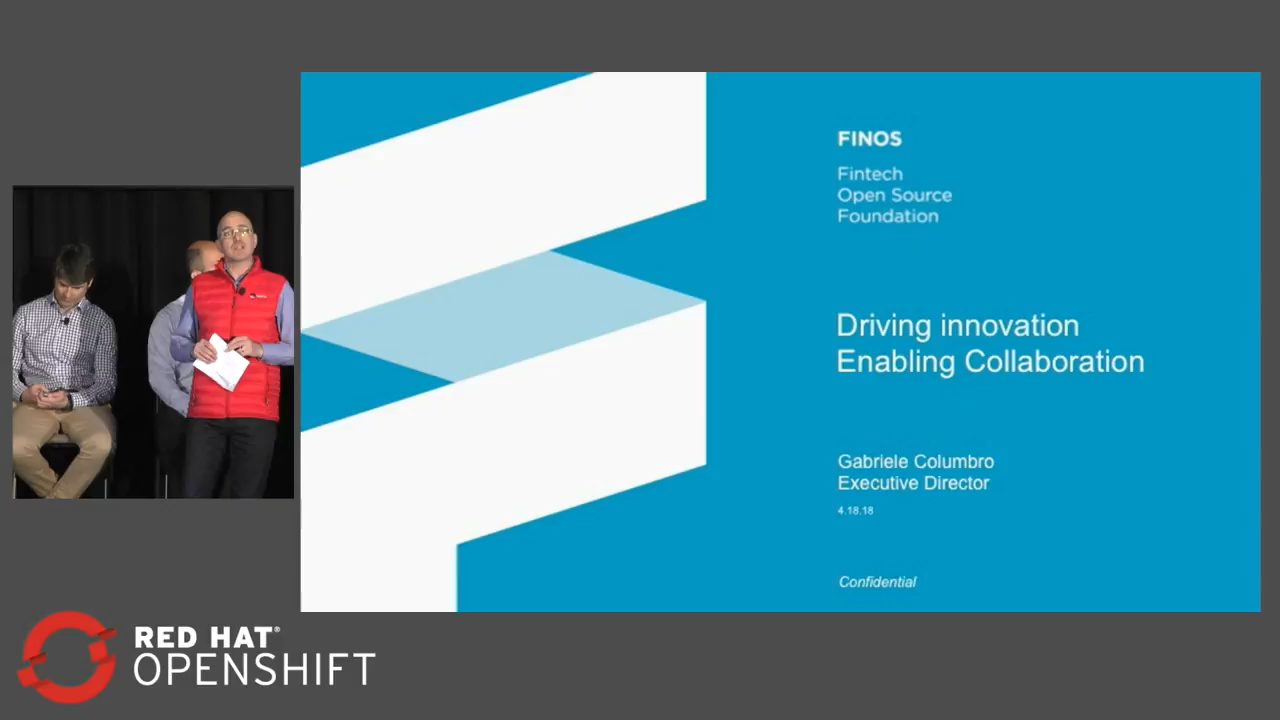 FINOS
Fintech
Open Source
Foundation
Driving innovation
Enabling Collaboration
Gabriele Columbro
Executive Director
4.18.18
Confidential
RED HAT®
OPENSHIFT